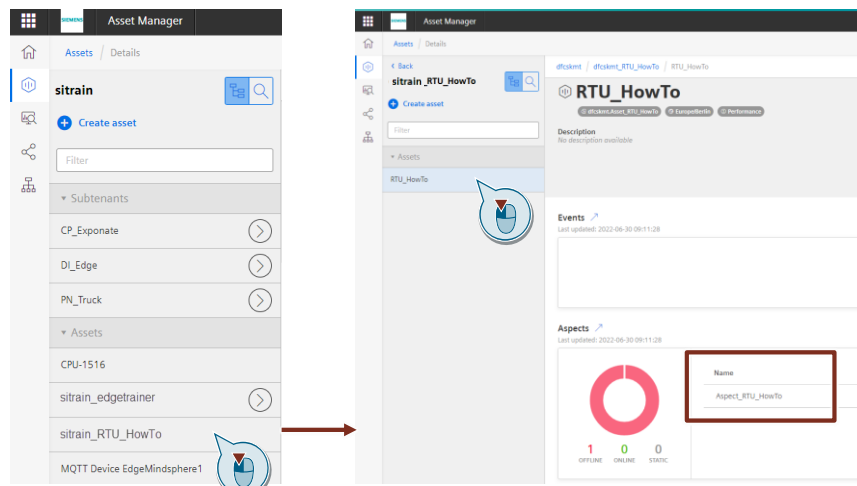 SIEMENS
Asset Manager
Assets / Details
sitrain
Create asset
Filter
Subtenants
CP_Exponate
DI_Edge
PN_Truck
Assets
CPU-1516
sitrain_edgetrainer
sitrain_RTU_HowTo
MQTT Device EdgeMindsphere1
SIEMENS
Asset Manager
Assets / Details
< Back
sitrain _RTU_HowTo
Create asset
Filter
Assets
RTU_HowTo
dfcskmt / dfcskmt_RTU_HowTo / RTU_HowTo
RTU_HowTo
dfcskmt.Asset_RTU_HowTo
Europe/Berlin
Performance
Description
No description available
Events
Last updated: 2022-06-30 09:11:28
Aspects
Last updated: 2022-06-30 09:11:28
Name
Aspect_RTU_HowTo
1 0 0
OFFLINE ONLINE STATIC